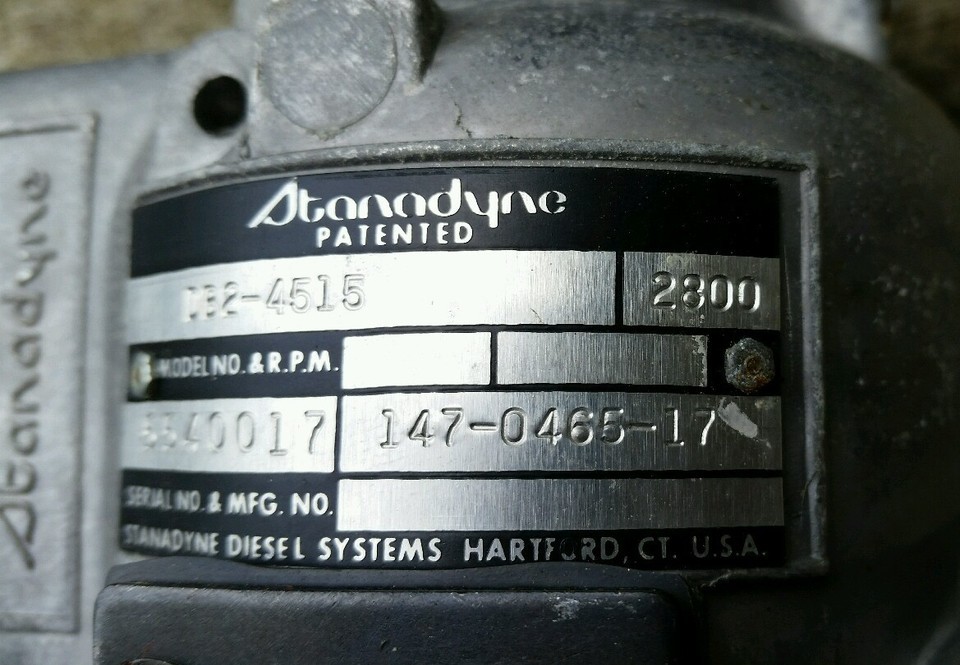 Stanadyne
Stanadyne
PATENTED
DB2-4515 2800
MODEL NO. & R.P.M.
147-0465-17
SERIAL NO. & MFG. NO.
STANADYNE DIESEL SYSTEMS HARTFORD, CT. U.S.A.